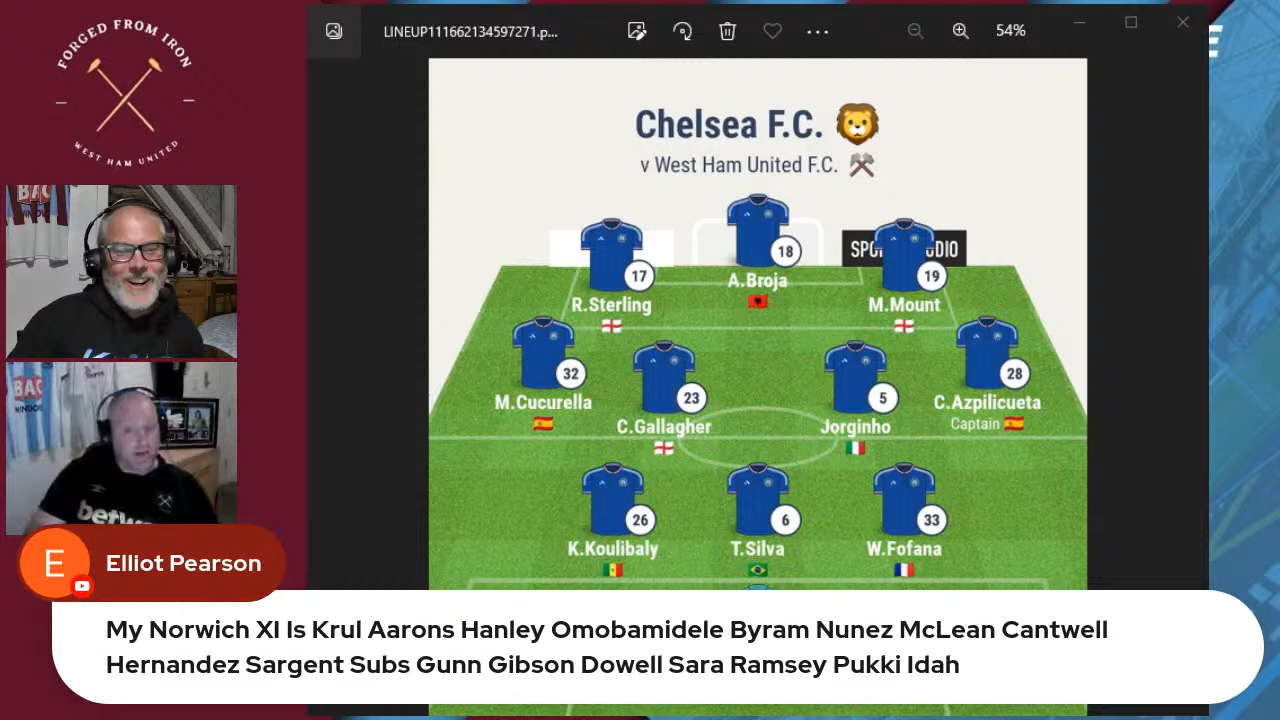 FORGED FROM IRON
WEST HAM UNITED
LINEUP111662134597271.p...
54%
Chelsea F.C.
v West Ham United F.C.
18
A.Broja
17
R.Sterling
19
M.Mount
32
M.Cucurella
23
C.Gallagher
5
Jorginho
28
C.Azpilicueta
Captain
26
K.Koulibaly
6
T.Silva
33
W.Fofana
E
Elliot Pearson
My Norwich XI Is Krul Aarons Hanley Omobamidele Byram Nunez McLean Cantwell
Hernandez Sargent Subs Gunn Gibson Dowell Sara Ramsey Pukki Idah